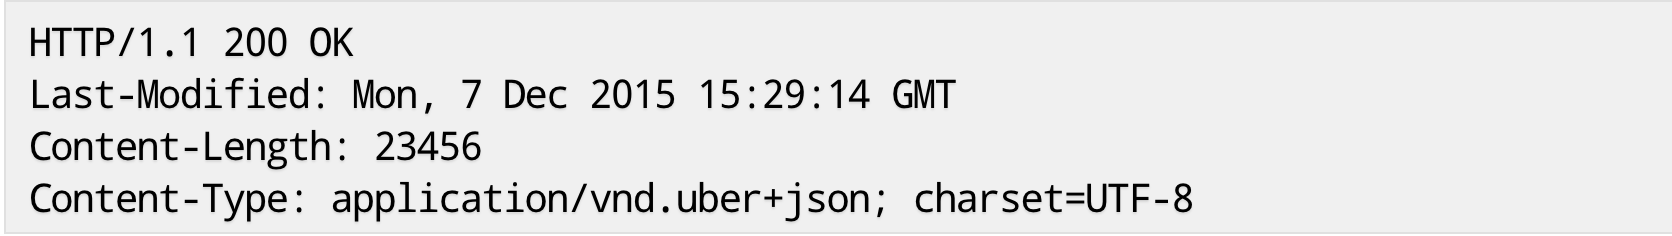 HTTP/1.1 200 OK
Last-Modified: Mon, 7 Dec 2015 15:29:14 GMT
Content-Length: 23456
Content-Type: application/vnd.uber+json; charset=UTF-8